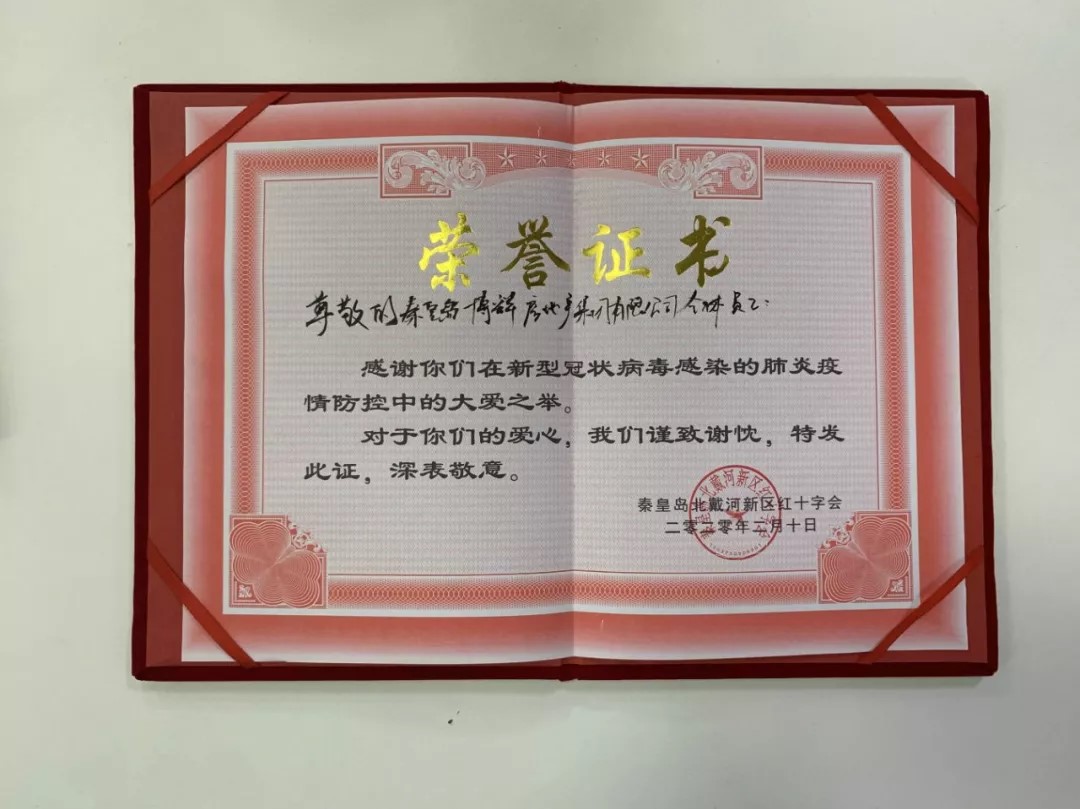 荣誉证书
尊敬的秦皇岛博辉房地产集团有限公司全体员工:
感谢你们在新型冠状病毒感染的肺炎疫
情防控中的大爱之举。
对于你们的爱心，我们谨致谢忱，特发
此证，深表敬意。
秦皇岛北戴河新区红十字会
二零二零年二月十日